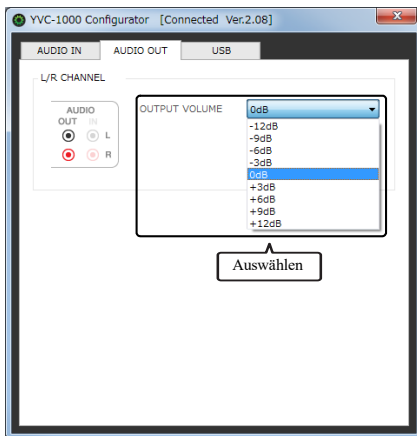 YVC-1000 Configurator [Connected Ver.2.08]
x
AUDIO IN AUDIO OUT USB
L/R CHANNEL
AUDIO
OUT IN
L
R
OUTPUT VOLUME 0dB
-12dB
-9dB
-6dB
-3dB
0dB
+3dB
+6dB
+9dB
+12dB
Auswählen